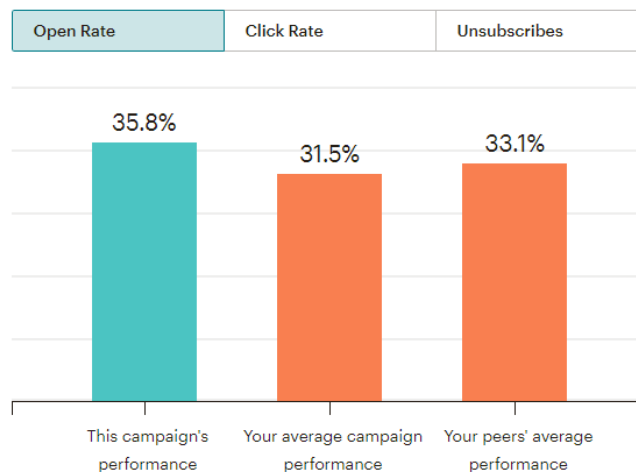 Open Rate
Click Rate
Unsubscribes
35.8%
31.5%
33.1%
This campaign's
performance
Your average campaign
performance
Your peers' average
performance